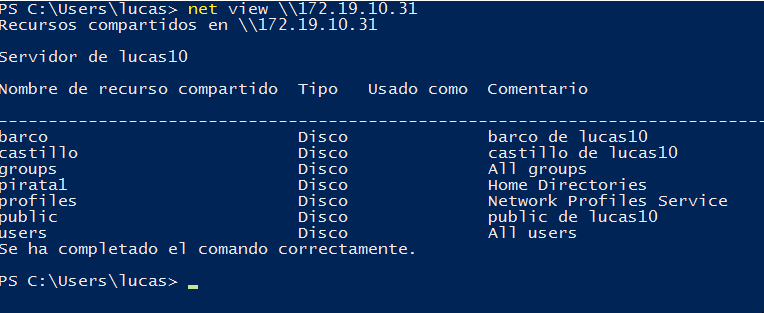 PS C:\Users\lucas> net view \\172.19.10.31
Recursos compartidos en \\172.19.10.31
Servidor de lucas10
Nombre de recurso compartido  Tipo   Usado como  Comentario
-------------------------------------------------------------------------------
barco                         Disco              barco de lucas10
castillo                      Disco              castillo de lucas10
groups                        Disco              All groups
pirata1                       Disco              Home Directories
profiles                      Disco              Network Profiles Service
public                        Disco              public de lucas10
users                         Disco              All users
Se ha completado el comando correctamente.
PS C:\Users\lucas> _